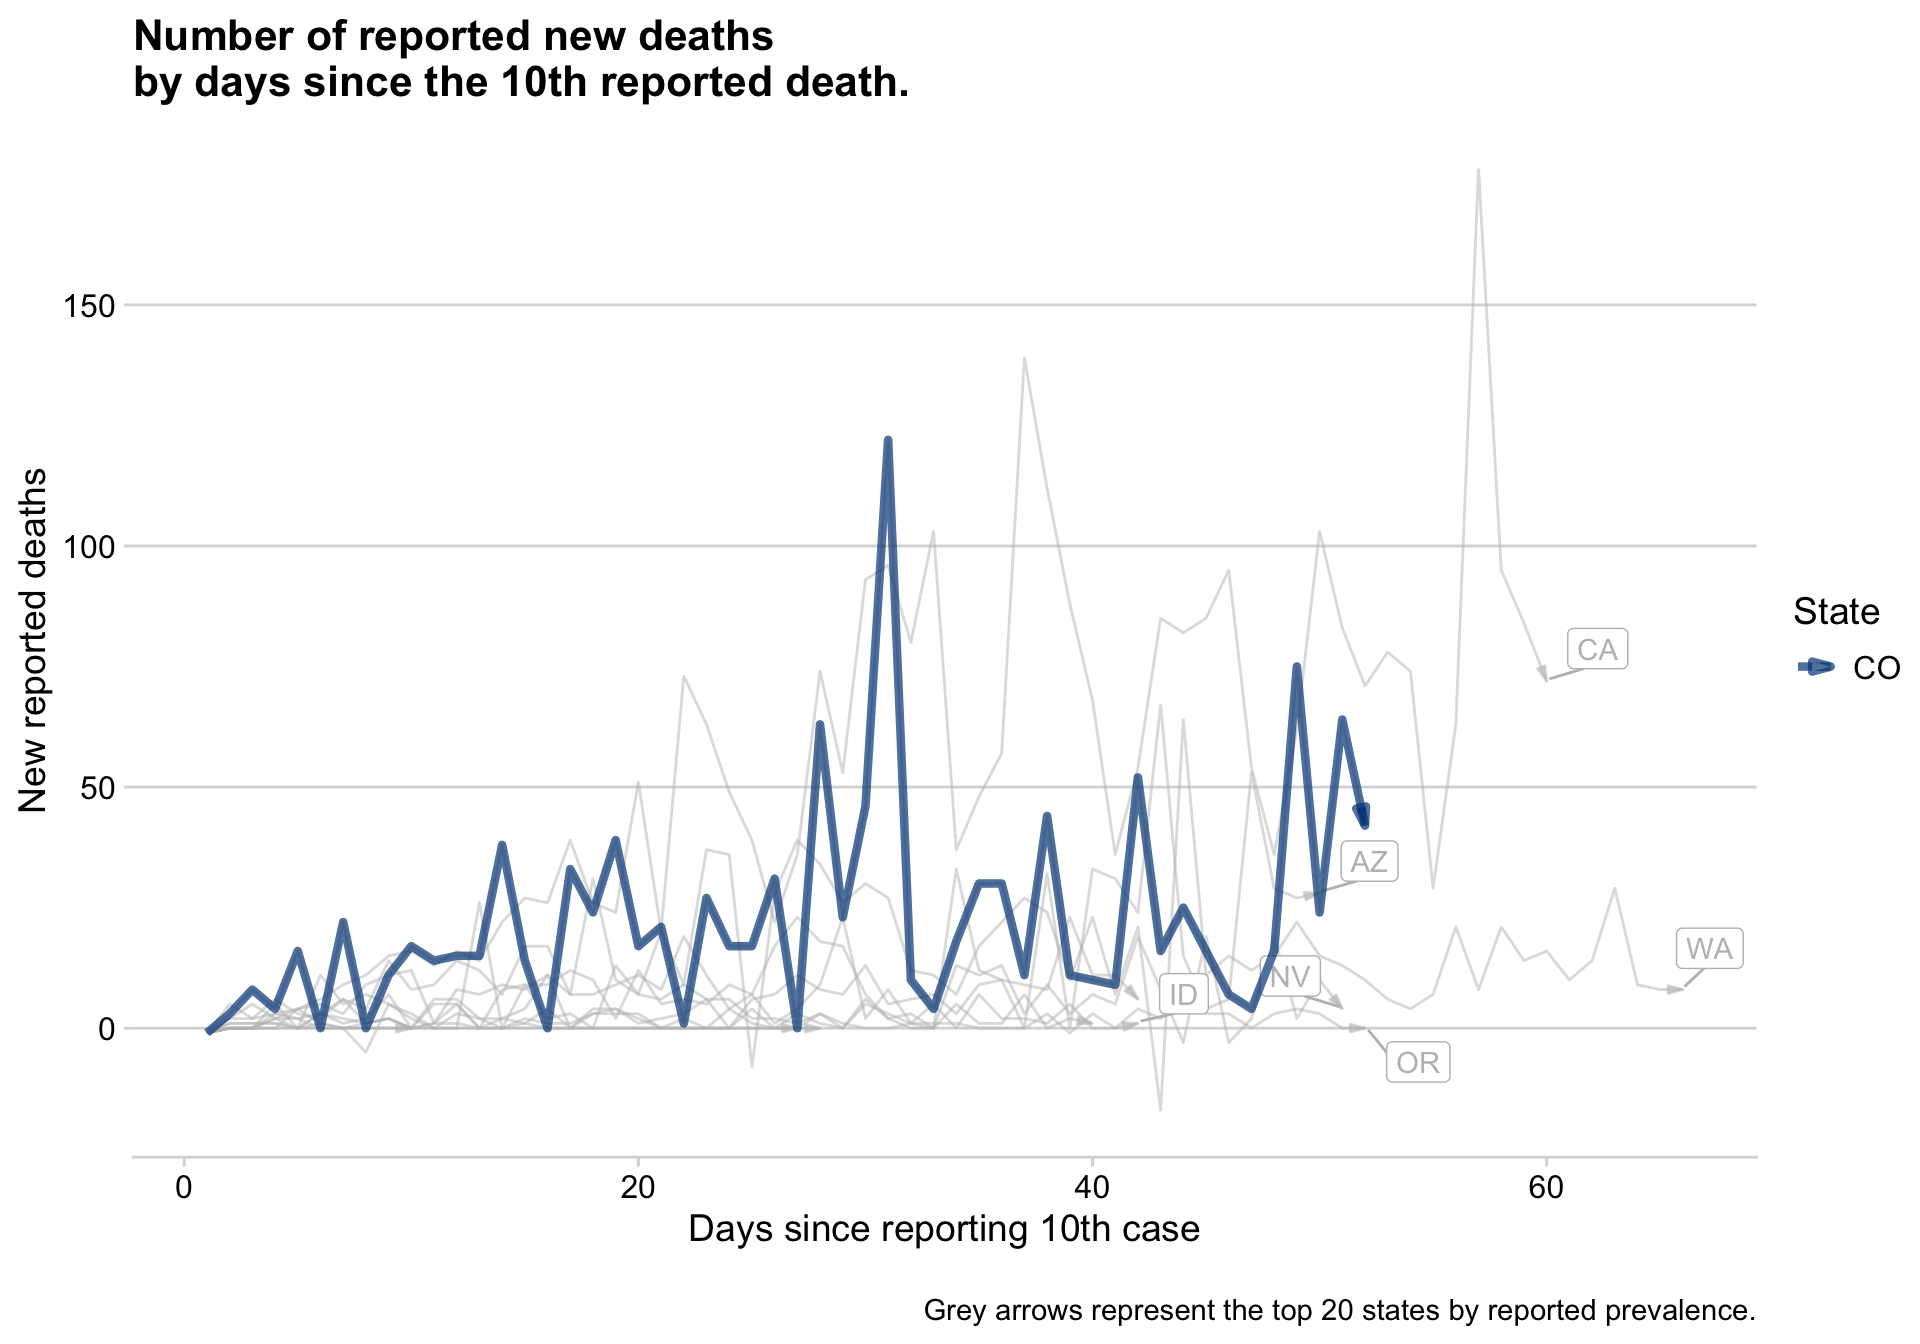 Number of reported new deaths
by days since the 10th reported death.
150
100
50
0
New reported deaths
CA
AZ
WA
NV
ID
OR
State
CO
0
20
40
60
Days since reporting 10th case
Grey arrows represent the top 20 states by reported prevalence.